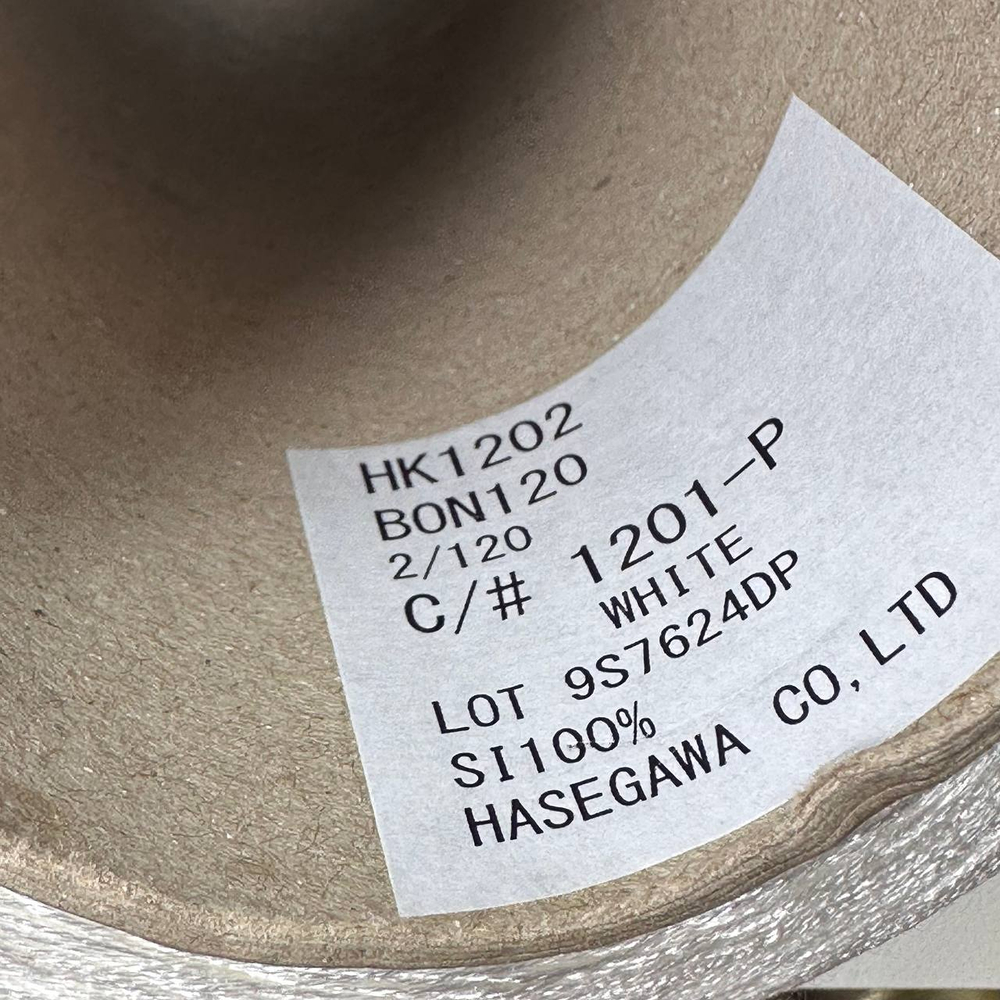 HK1202
BON120
2/120
C/# 1201-P
WHITE
LOT 9S7624DP
SI100%
HASEGAWA CO,LTD